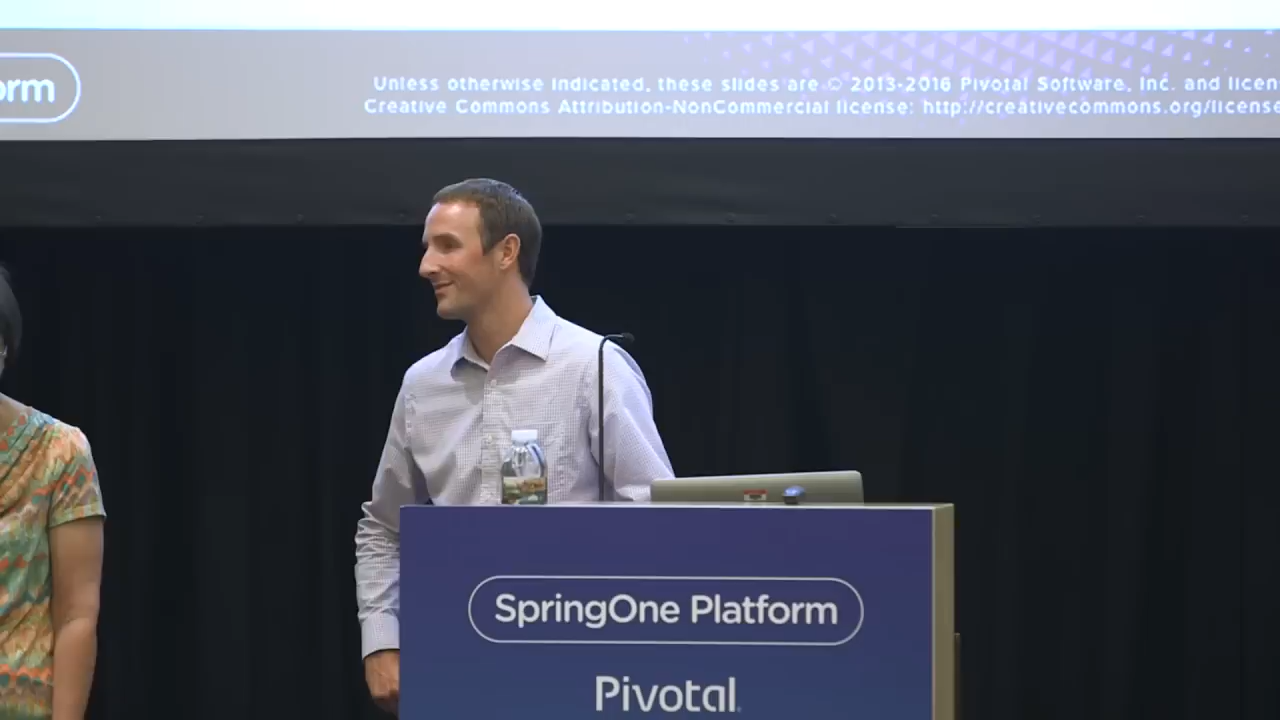 orm
Unless otherwise indicated, these slides are © 2013-2016 Pivotal Software, Inc. and licen
Creative Commons Attribution-NonCommercial license: http://creativecommons.org/license
SpringOne Platform
Pivotal